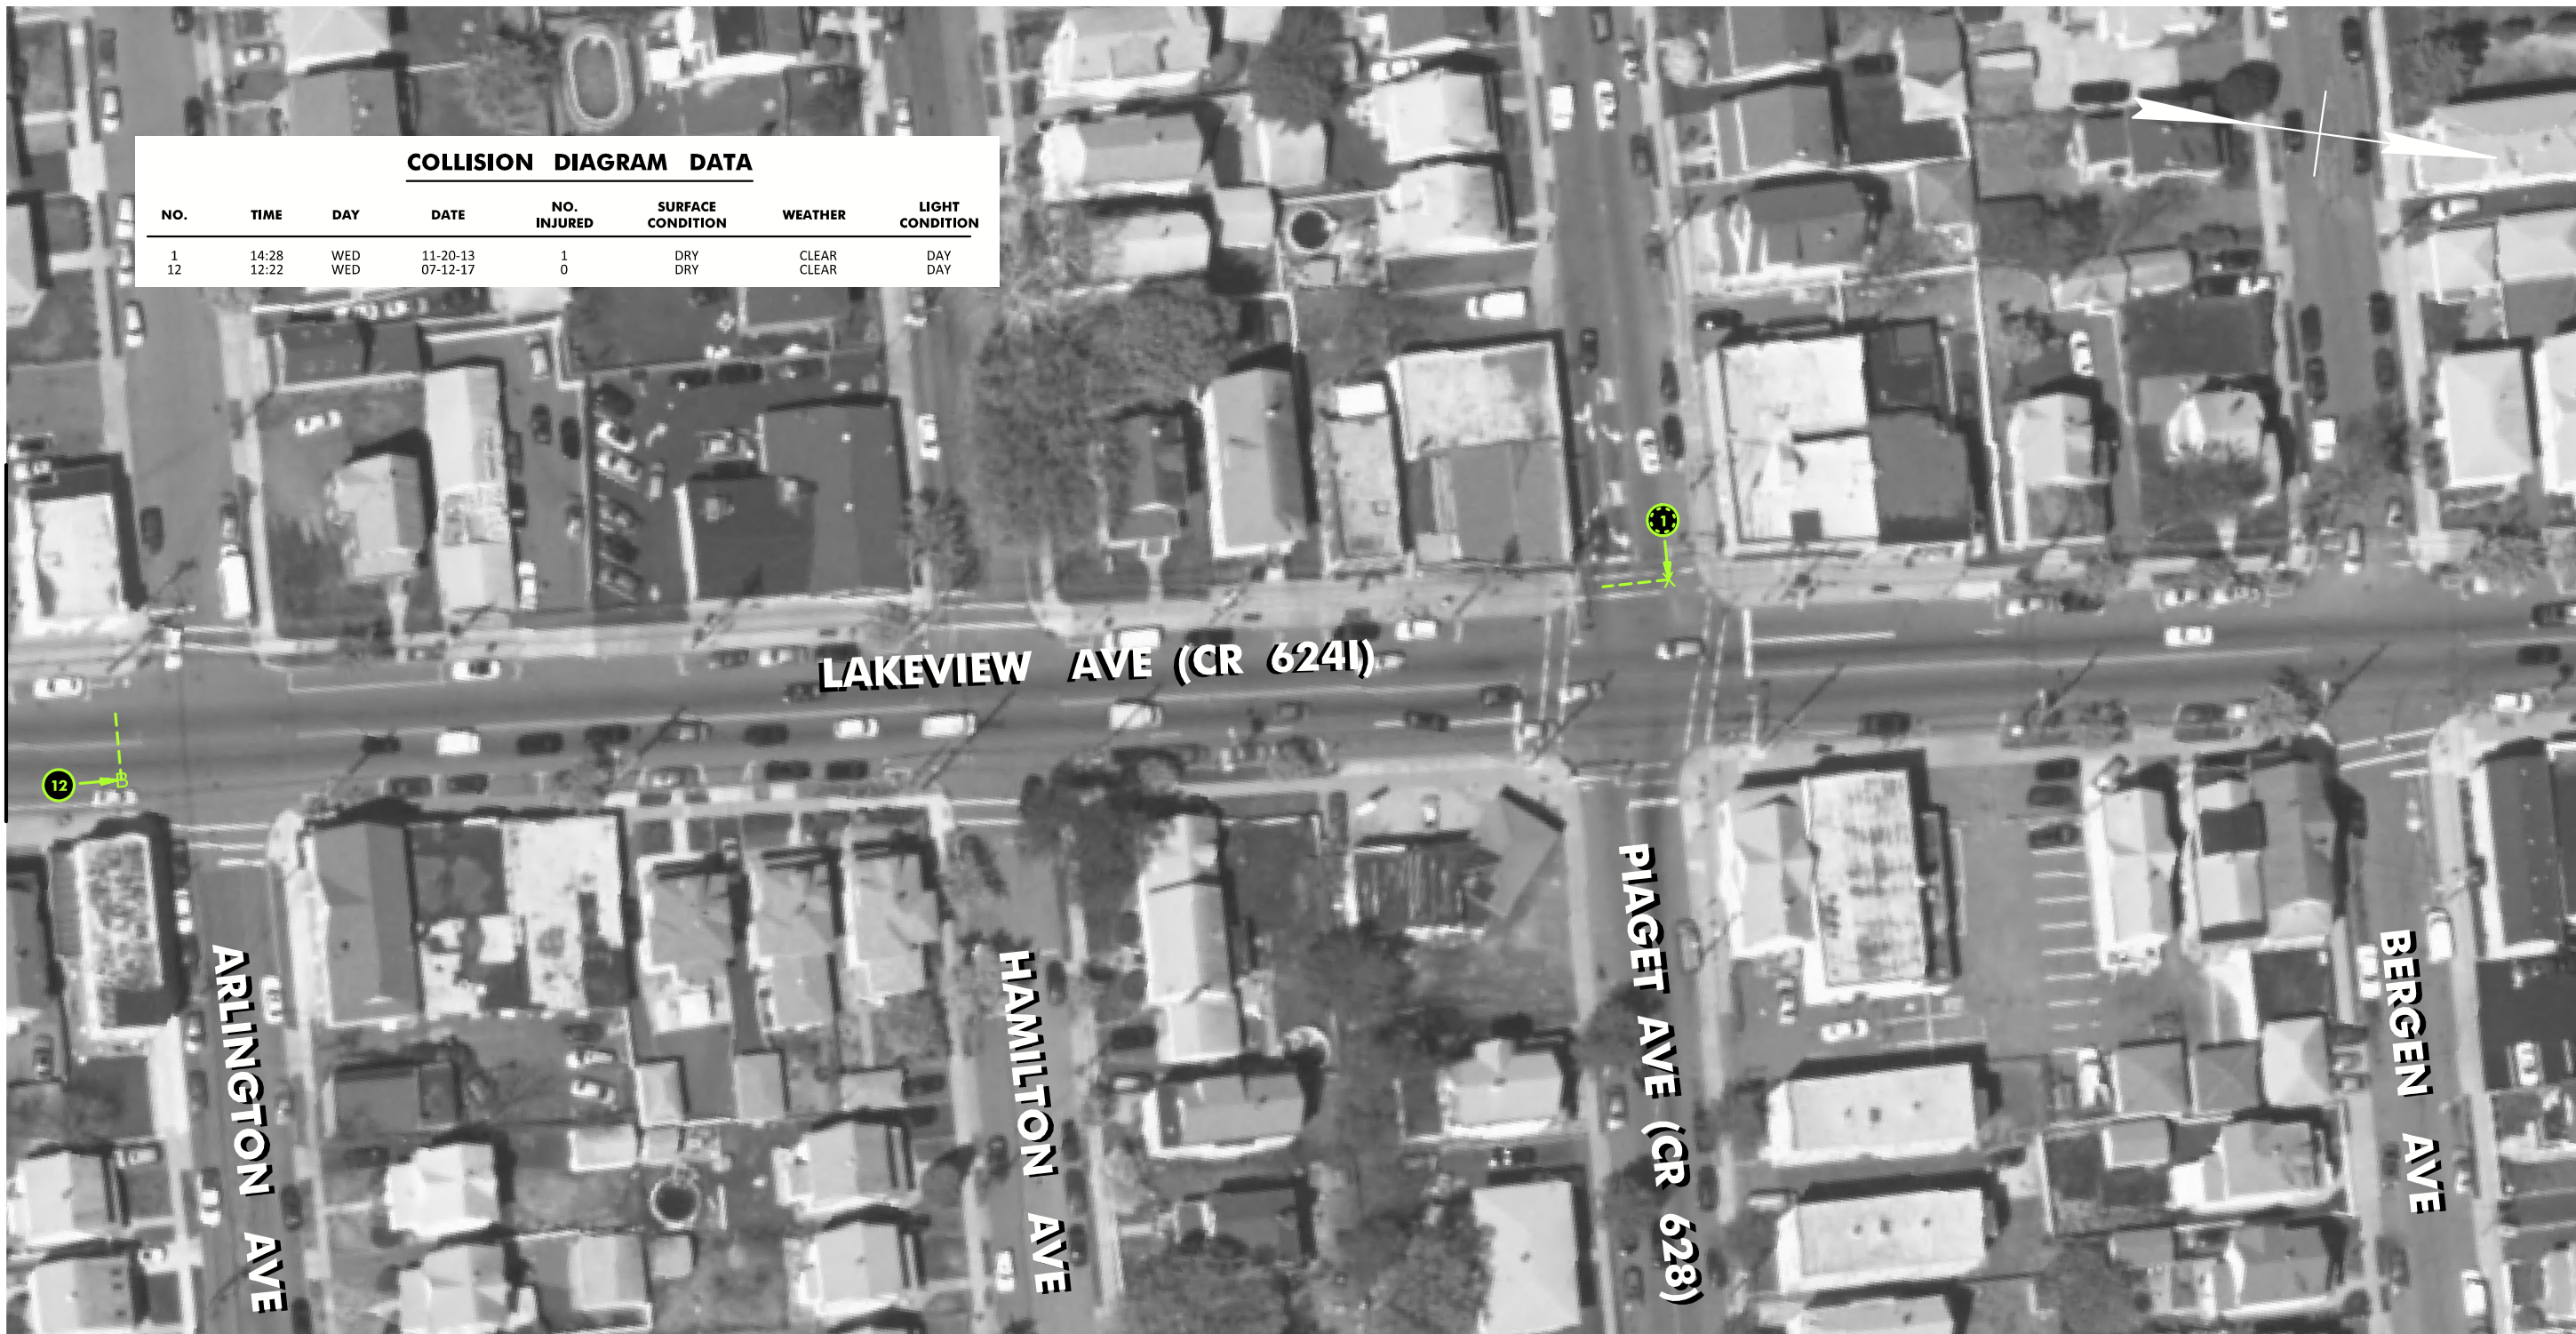 COLLISION DIAGRAM DATA
NO. TIME DAY DATE NO. INJURED SURFACE CONDITION WEATHER LIGHT CONDITION
1 14:28 WED 11-20-13 1 DRY CLEAR DAY
12 12:22 WED 07-12-17 0 DRY CLEAR DAY
1
LAKEVIEW AVE (CR 624I)
12
B
ARLINGTON AVE
HAMILTON AVE
PIAGET AVE (CR 628)
BERGEN AVE